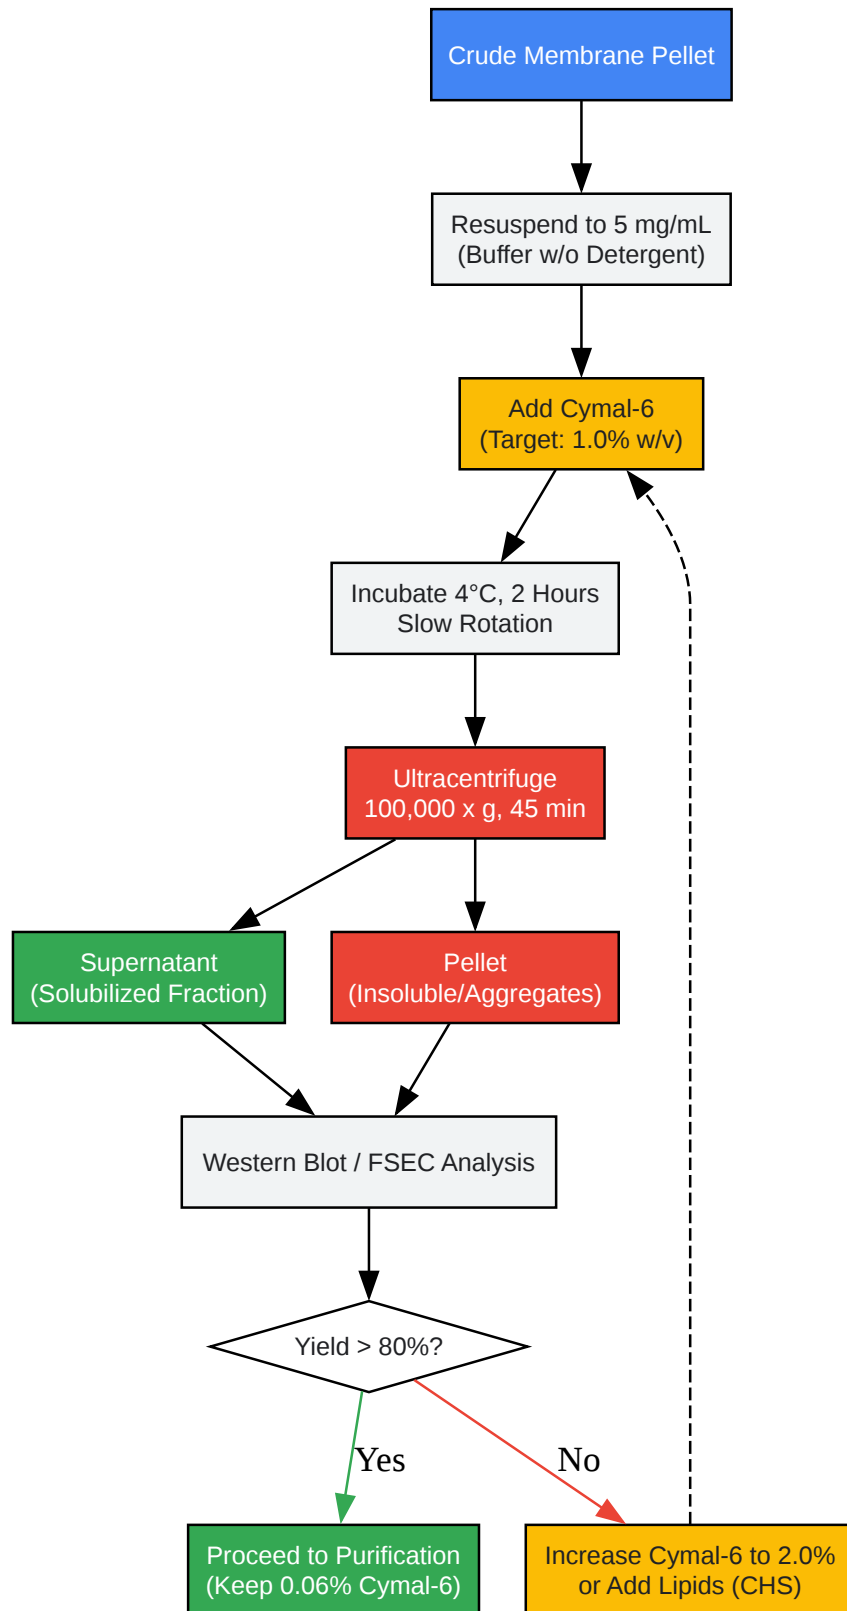 Crude Membrane Pellet
Resuspend to 5 mg/mL
(Buffer w/o Detergent)
Add Cymal-6
(Target: 1.0% w/v)
Incubate 4°C, 2 Hours
Slow Rotation
Ultracentrifuge
100,000 x g, 45 min
Supernatant
(Solubilized Fraction)
Pellet
(Insoluble/Aggregates)
Western Blot / FSEC Analysis
Yield > 80%?
Yes
No
Proceed to Purification
(Keep 0.06% Cymal-6)
Increase Cymal-6 to 2.0%
or Add Lipids (CHS)